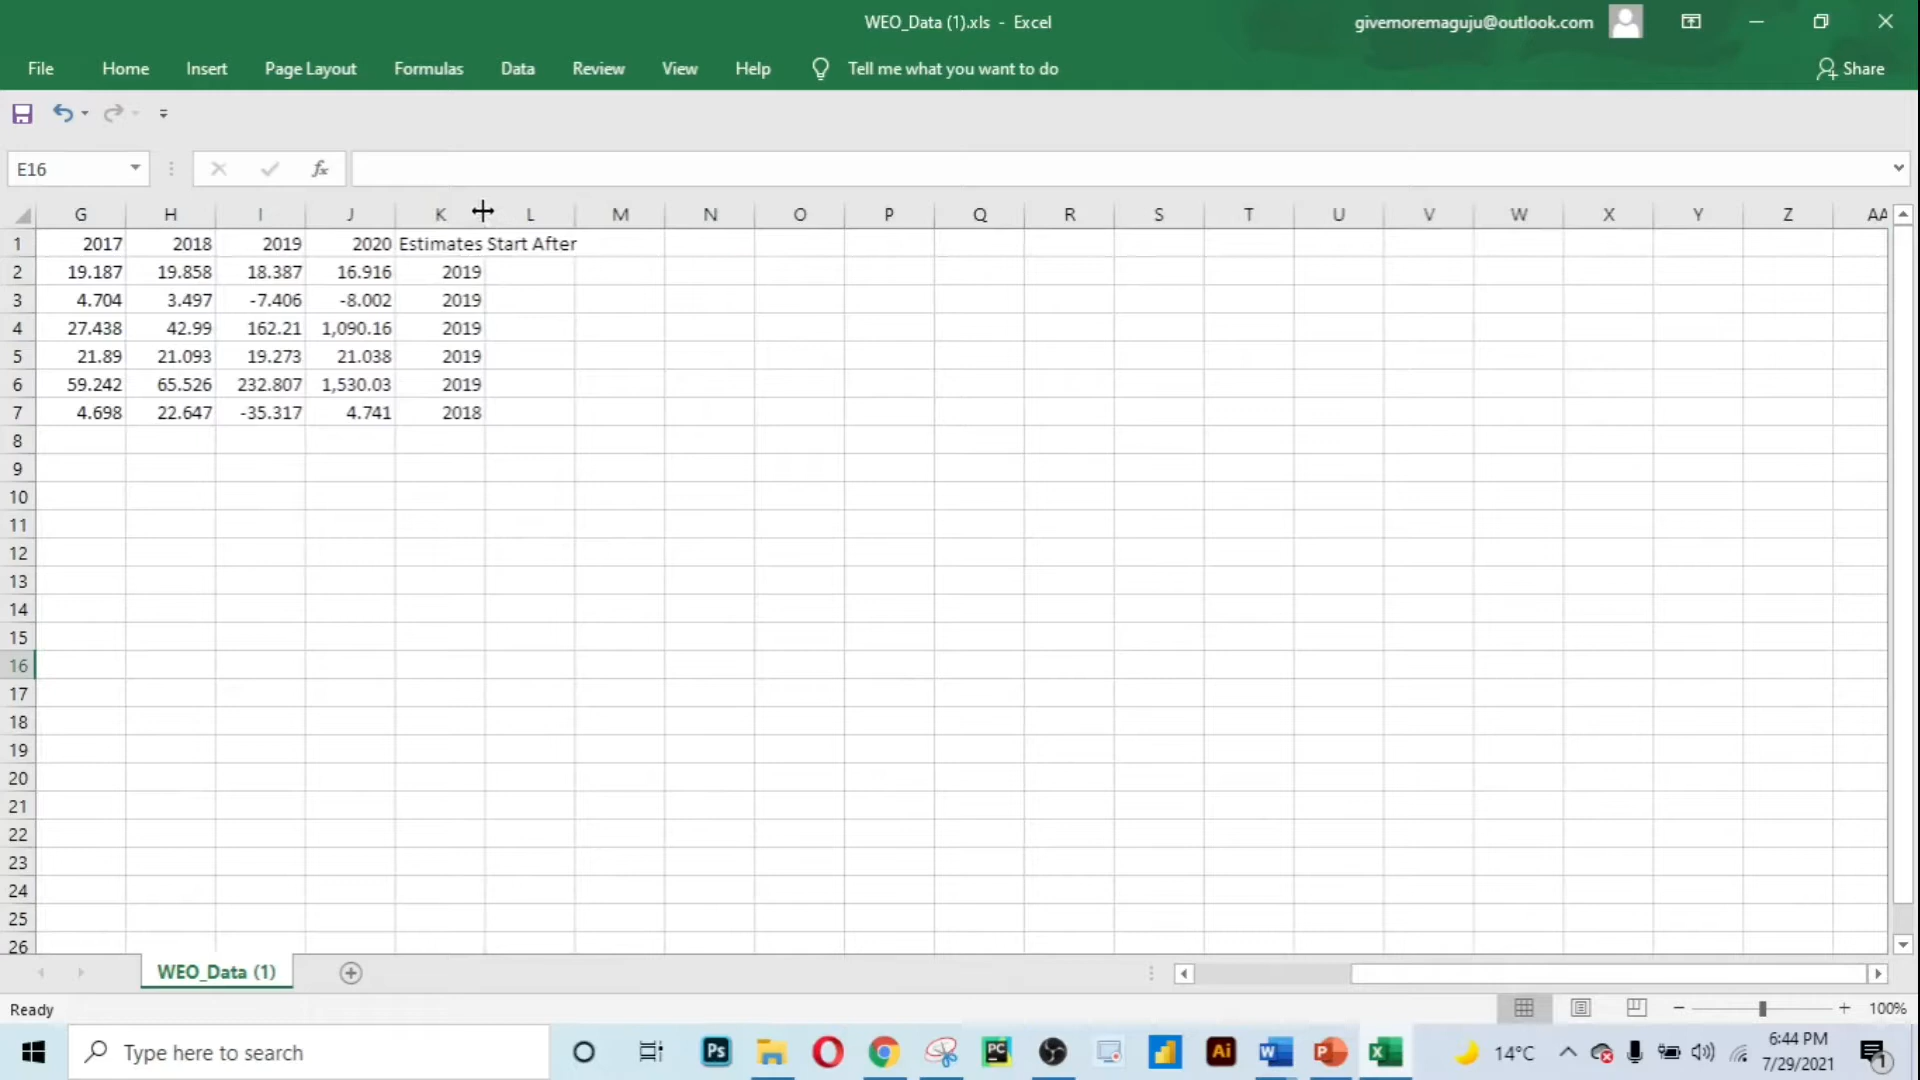 WEO_Data (1).xls - Excel
givemoremaguju@outlook.com
File Home Insert Page Layout Formulas Data Review View Help Tell me what you want to do Share
E16 fx
G H I J K L M N O P Q R S T U V W X Y Z AA
1 2017 2018 2019 2020 Estimates Start After
2 19.187 19.858 18.387 16.916 2019
3 4.704 3.497 -7.406 -8.002 2019
4 27.438 42.99 162.21 1,090.16 2019
5 21.89 21.093 19.273 21.038 2019
6 59.242 65.526 232.807 1,530.03 2019
7 4.698 22.647 -35.317 4.741 2018
8
9
10
11
12
13
14
15
16
17
18
19
20
21
22
23
24
25
26
WEO_Data (1)
Ready 100%
Type here to search Ps PC Ai W P X 14°C 6:44 PM
7/29/2021 1